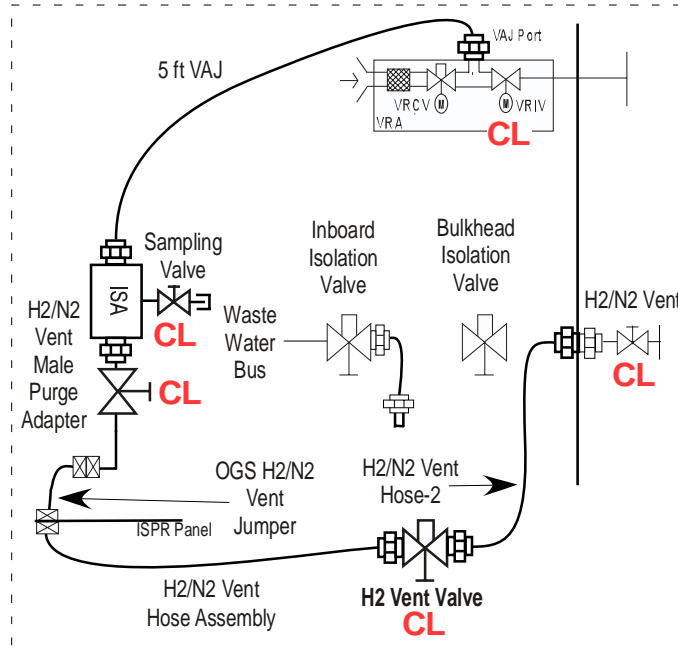 VAJ Port
5 ft VAJ
VRCV
M
M
VRIV
VRA
CL
Sampling
Valve
Inboard
Isolation
Valve
Bulkhead
Isolation
Valve
ISA
H2/N2
Vent
Male
Purge
Adapter
CL
CL
Waste
Water
Bus
H2/N2 Vent
CL
OGS H2/N2
Vent
Jumper
H2/N2 Vent
Hose-2
ISPR Panel
H2/N2 Vent
Hose Assembly
H2 Vent Valve
CL